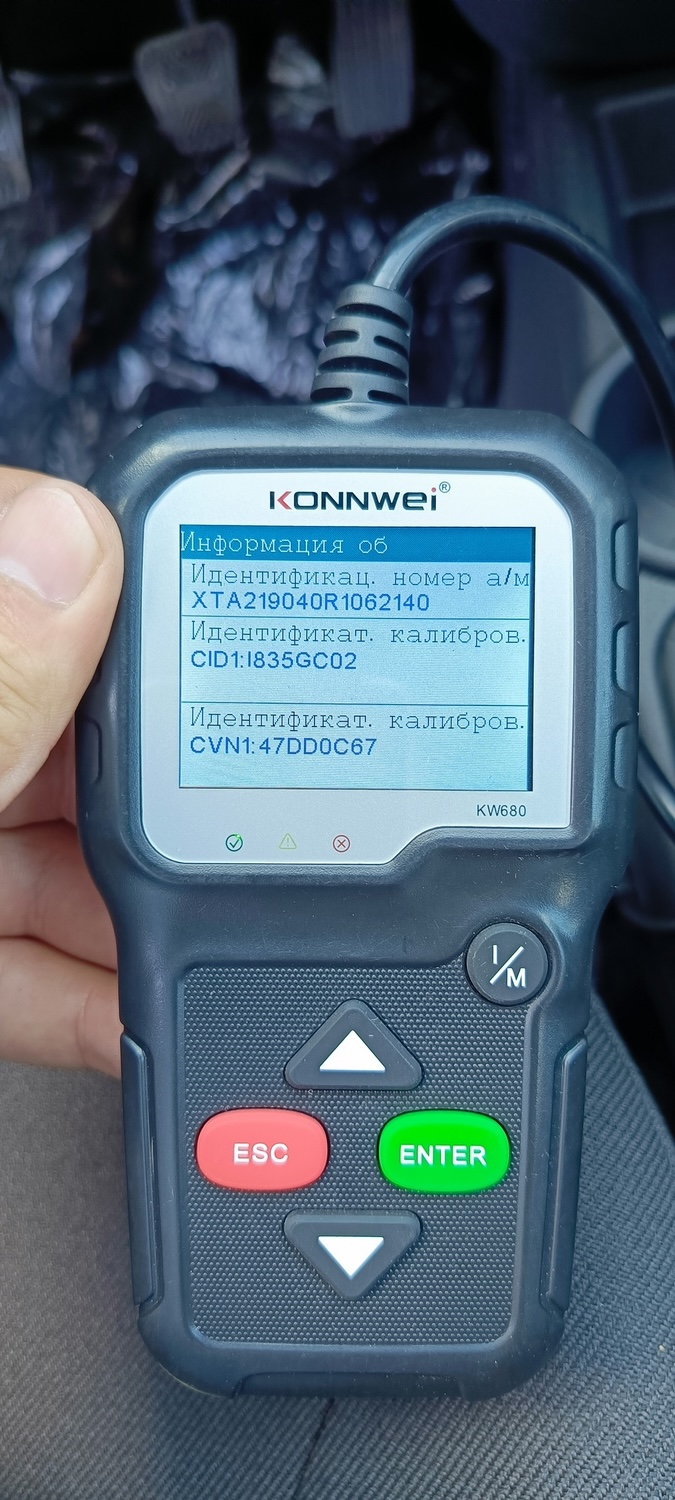 KONNWEI®
Информация об
Идентификац. номер а/м
XTA219040R1062140
Идентификат. калибров.
CID1:I835GC02
Идентификат. калибров.
CVN1:47DD0C67
KW680
I/M
ESC
ENTER